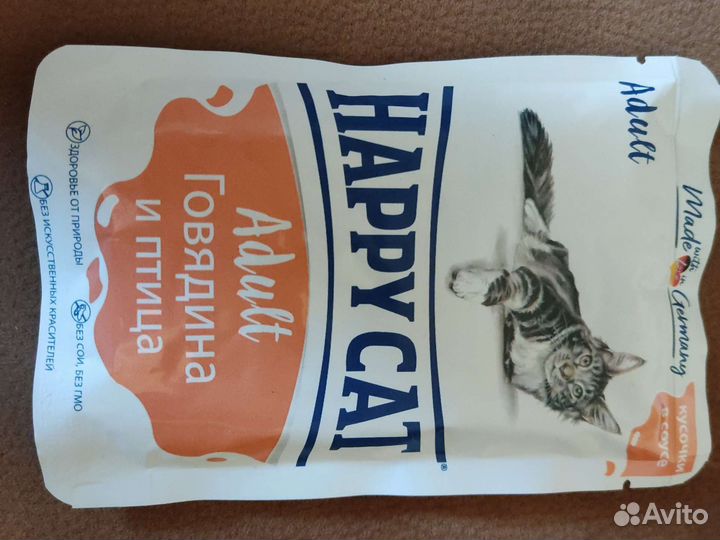 Adult
Made with in Germany
кусочки
в соусе
HAPPY CAT®
Adult
Говядина
и птица
ЗДОРОВЬЕ ОТ ПРИРОДЫ
БЕЗ СОИ, БЕЗ ГМО
БЕЗ ИСКУССТВЕННЫХ КРАСИТЕЛЕЙ
Avito